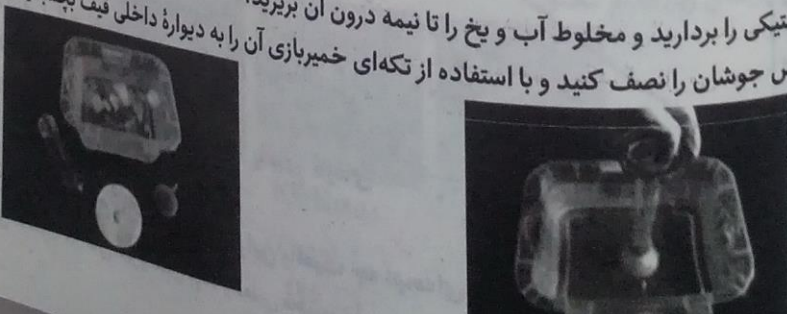 را بردارید و مخلوط آب و یخ را تا نیمه درون آن بریزید.
جوشان را نصف کنید و با استفاده از تکه‌ای خمیربازی آن را به دیوارهٔ داخلی قیف